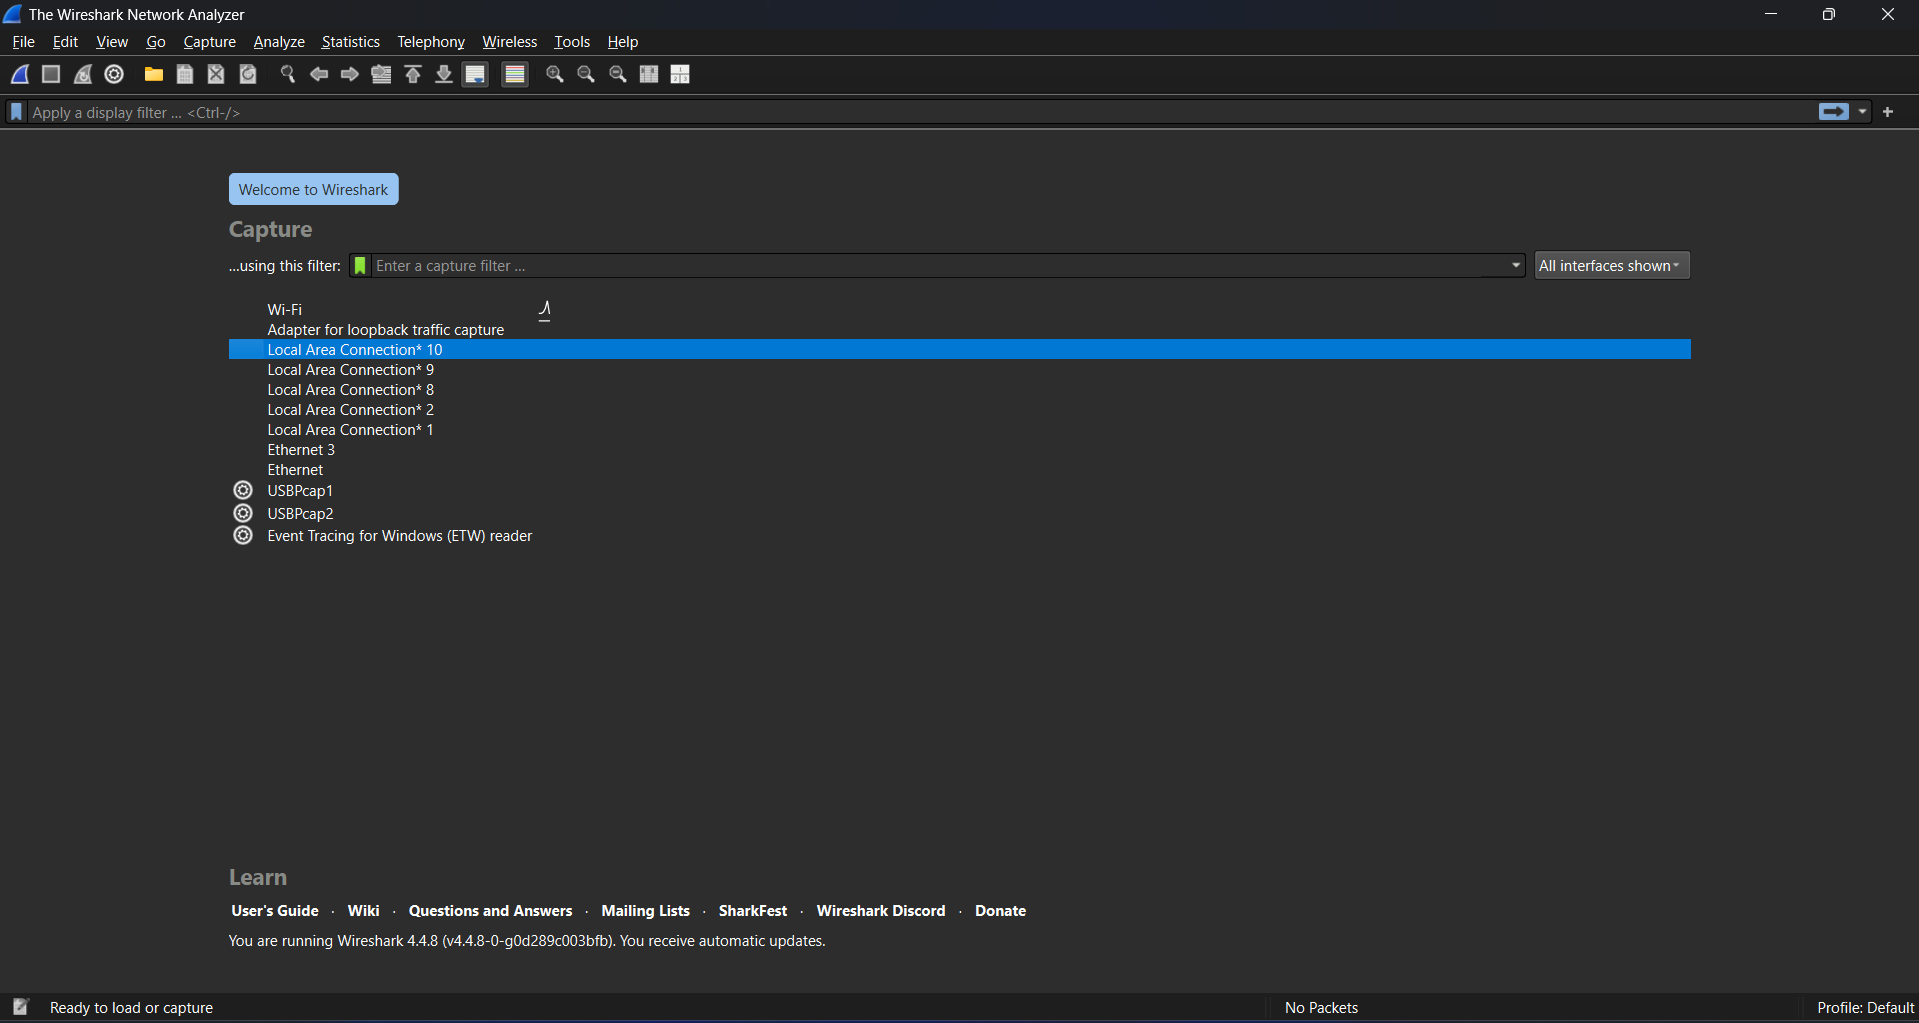 The Wireshark Network Analyzer
File Edit View Go Capture Analyze Statistics Telephony Wireless Tools Help
Apply a display filter ... <Ctrl-/>
Welcome to Wireshark
Capture
...using this filter: Enter a capture filter ... All interfaces shown
Wi-Fi
Adapter for loopback traffic capture
Local Area Connection* 10
Local Area Connection* 9
Local Area Connection* 8
Local Area Connection* 2
Local Area Connection* 1
Ethernet 3
Ethernet
USBPcap1
USBPcap2
Event Tracing for Windows (ETW) reader
Learn
User's Guide · Wiki · Questions and Answers · Mailing Lists · SharkFest · Wireshark Discord · Donate
You are running Wireshark 4.4.8 (v4.4.8-0-g0d289c003bfb). You receive automatic updates.
Ready to load or capture No Packets Profile: Default